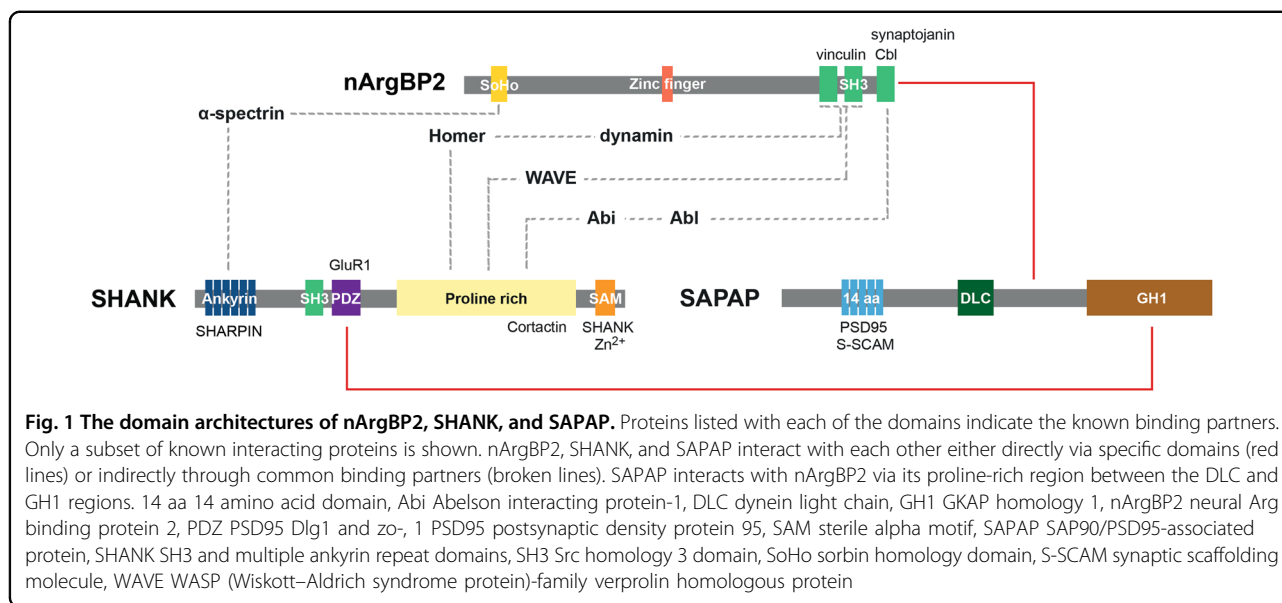 synaptojanin
vinculin Cbl
nArgBP2
SoHo Zinc finger SH3
α-spectrin
Homer dynamin
WAVE
Abi Abl
GluR1
SHANK Ankyrin SH3 PDZ Proline rich SAM SAPAP 14 aa DLC GH1
SHARPIN Cortactin SHANK PSD95
Zn²⁺ S-SCAM
Fig. 1 The domain architectures of nArgBP2, SHANK, and SAPAP. Proteins listed with each of the domains indicate the known binding partners.
Only a subset of known interacting proteins is shown. nArgBP2, SHANK, and SAPAP interact with each other either directly via specific domains (red
lines) or indirectly through common binding partners (broken lines). SAPAP interacts with nArgBP2 via its proline-rich region between the DLC and
GH1 regions. 14 aa 14 amino acid domain, Abi Abelson interacting protein-1, DLC dynein light chain, GH1 GKAP homology 1, nArgBP2 neural Arg
binding protein 2, PDZ PSD95 Dlg1 and zo-, 1 PSD95 postsynaptic density protein 95, SAM sterile alpha motif, SAPAP SAP90/PSD95-associated
protein, SHANK SH3 and multiple ankyrin repeat domains, SH3 Src homology 3 domain, SoHo sorbin homology domain, S-SCAM synaptic scaffolding
molecule, WAVE WASP (Wiskott–Aldrich syndrome protein)-family verprolin homologous protein